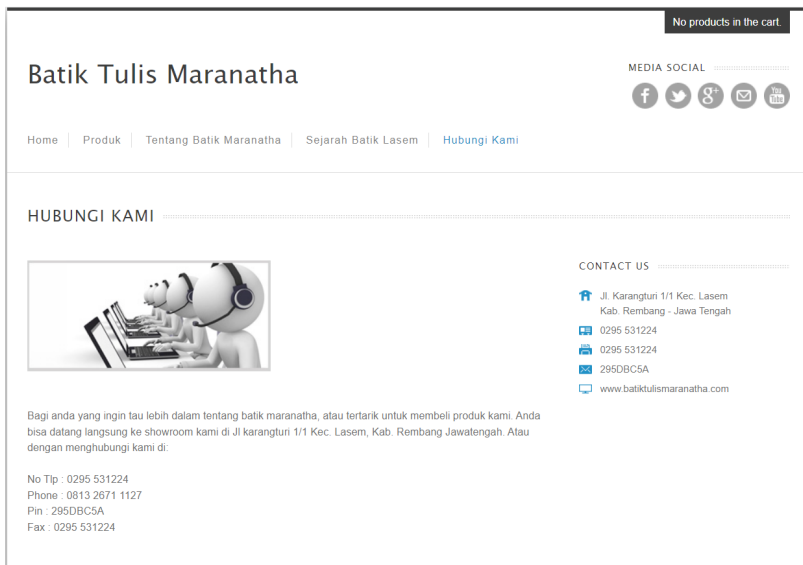 No products in the cart.
Batik Tulis Maranatha
MEDIA SOCIAL
f g+ You Tube
Home Produk Tentang Batik Maranatha Sejarah Batik Lasem Hubungi Kami
HUBUNGI KAMI
Bagi anda yang ingin tau lebih dalam tentang batik maranatha, atau tertarik untuk membeli produk kami. Anda
bisa datang langsung ke showroom kami di Jl karangturi 1/1 Kec. Lasem, Kab. Rembang Jawatengah. Atau
dengan menghubungi kami di:
No Tlp : 0295 531224
Phone : 0813 2671 1127
Pin : 295DBC5A
Fax : 0295 531224
CONTACT US
Jl. Karangturi 1/1 Kec. Lasem
Kab. Rembang - Jawa Tengah
0295 531224
0295 531224
295DBC5A
www.batiktulismaranatha.com